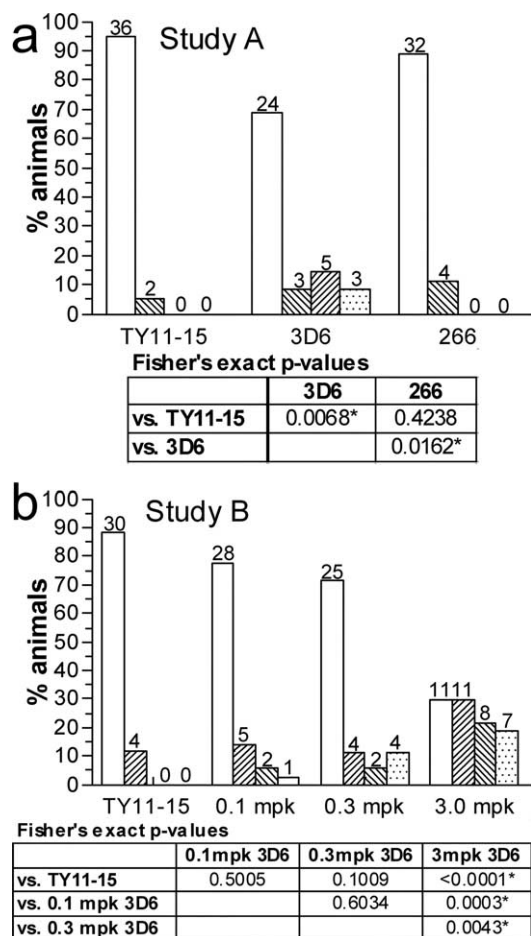 a
Study A
% animals
100
90
80
70
60
50
40
30
20
10
0
36
2
0 0
24
3
5
3
32
4
0 0
TY11-15 3D6 266
Fisher's exact p-values
3D6 266
vs. TY11-15 0.0068* 0.4238
vs. 3D6 0.0162*
b
Study B
% animals
100
90
80
70
60
50
40
30
20
10
0
30
4
0 0
28
5
2
1
25
4
2
4
11 11
8
7
TY11-15 0.1 mpk 0.3 mpk 3.0 mpk
Fisher's exact p-values
0.1mpk 3D6 0.3mpk 3D6 3mpk 3D6
vs. TY11-15 0.5005 0.1009 <0.0001*
vs. 0.1 mpk 3D6 0.6034 0.0003*
vs. 0.3 mpk 3D6 0.0043*